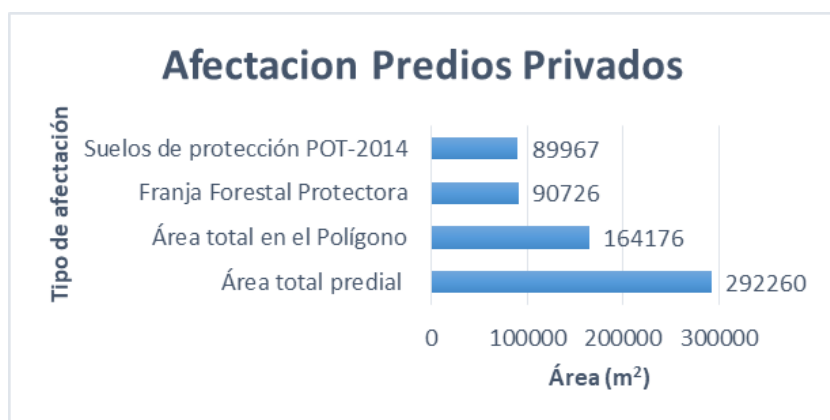 Afectacion Predios Privados
Tipo de afectación
Suelos de protección POT-2014
89967
Franja Forestal Protectora
90726
Área total en el Polígono
164176
Área total predial
292260
0 100000 200000 300000
Área (m²)